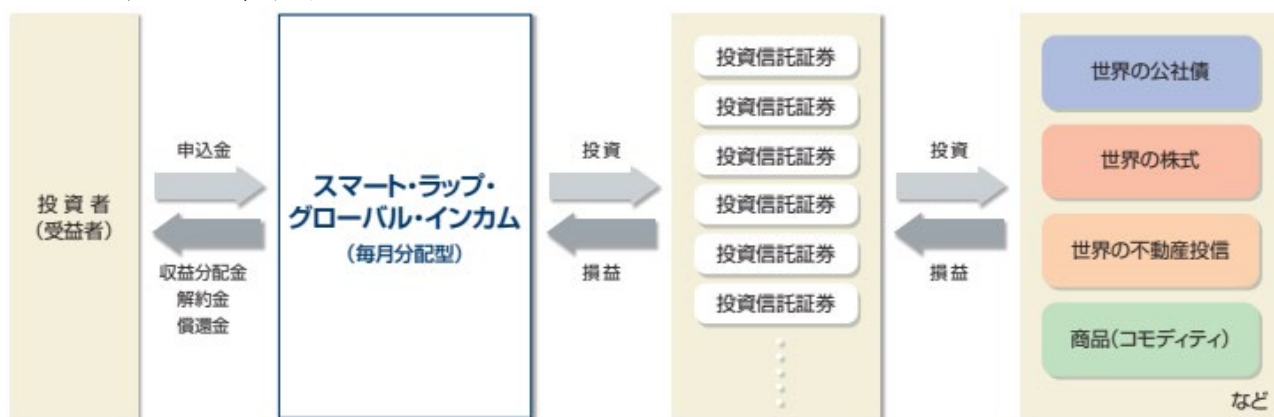 投資者
(受益者)
申込金
収益分配金
解約金
償還金
スマート・ラップ・
グローバル・インカム
(毎月分配型)
投資
損益
投資信託証券
投資信託証券
投資信託証券
投資信託証券
投資信託証券
投資信託証券
投資
損益
世界の公社債
世界の株式
世界の不動産投信
商品(コモディティ)
など